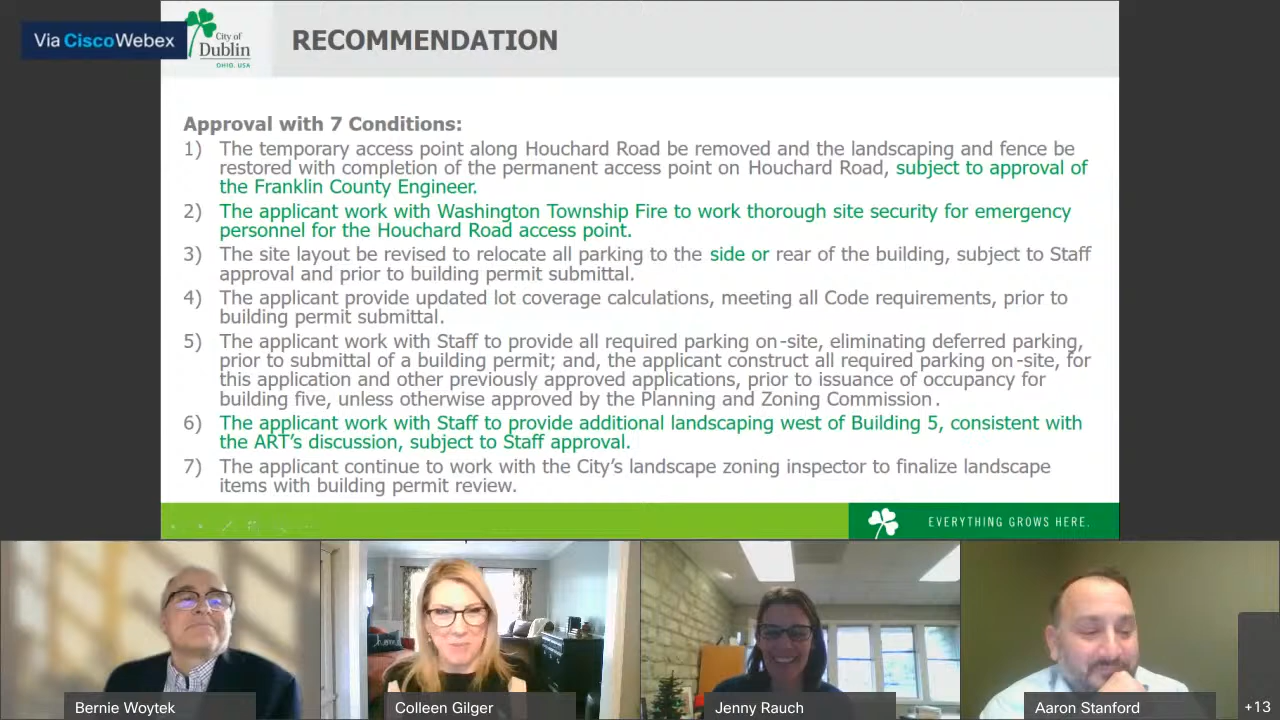 Via Cisco Webex
City of
Dublin
OHIO, USA
RECOMMENDATION
Approval with 7 Conditions:
1) The temporary access point along Houchard Road be removed and the landscaping and fence be
restored with completion of the permanent access point on Houchard Road, subject to approval of
the Franklin County Engineer.
2) The applicant work with Washington Township Fire to work thorough site security for emergency
personnel for the Houchard Road access point.
3) The site layout be revised to relocate all parking to the side or rear of the building, subject to Staff
approval and prior to building permit submittal.
4) The applicant provide updated lot coverage calculations, meeting all Code requirements, prior to
building permit submittal.
5) The applicant work with Staff to provide all required parking on-site, eliminating deferred parking,
prior to submittal of a building permit; and, the applicant construct all required parking on-site, for
this application and other previously approved applications, prior to issuance of occupancy for
building five, unless otherwise approved by the Planning and Zoning Commission.
6) The applicant work with Staff to provide additional landscaping west of Building 5, consistent with
the ART's discussion, subject to Staff approval.
7) The applicant continue to work with the City's landscape zoning inspector to finalize landscape
items with building permit review.
EVERYTHING GROWS HERE.
Bernie Woytek
Colleen Gilger
Jenny Rauch
Aaron Stanford
+13